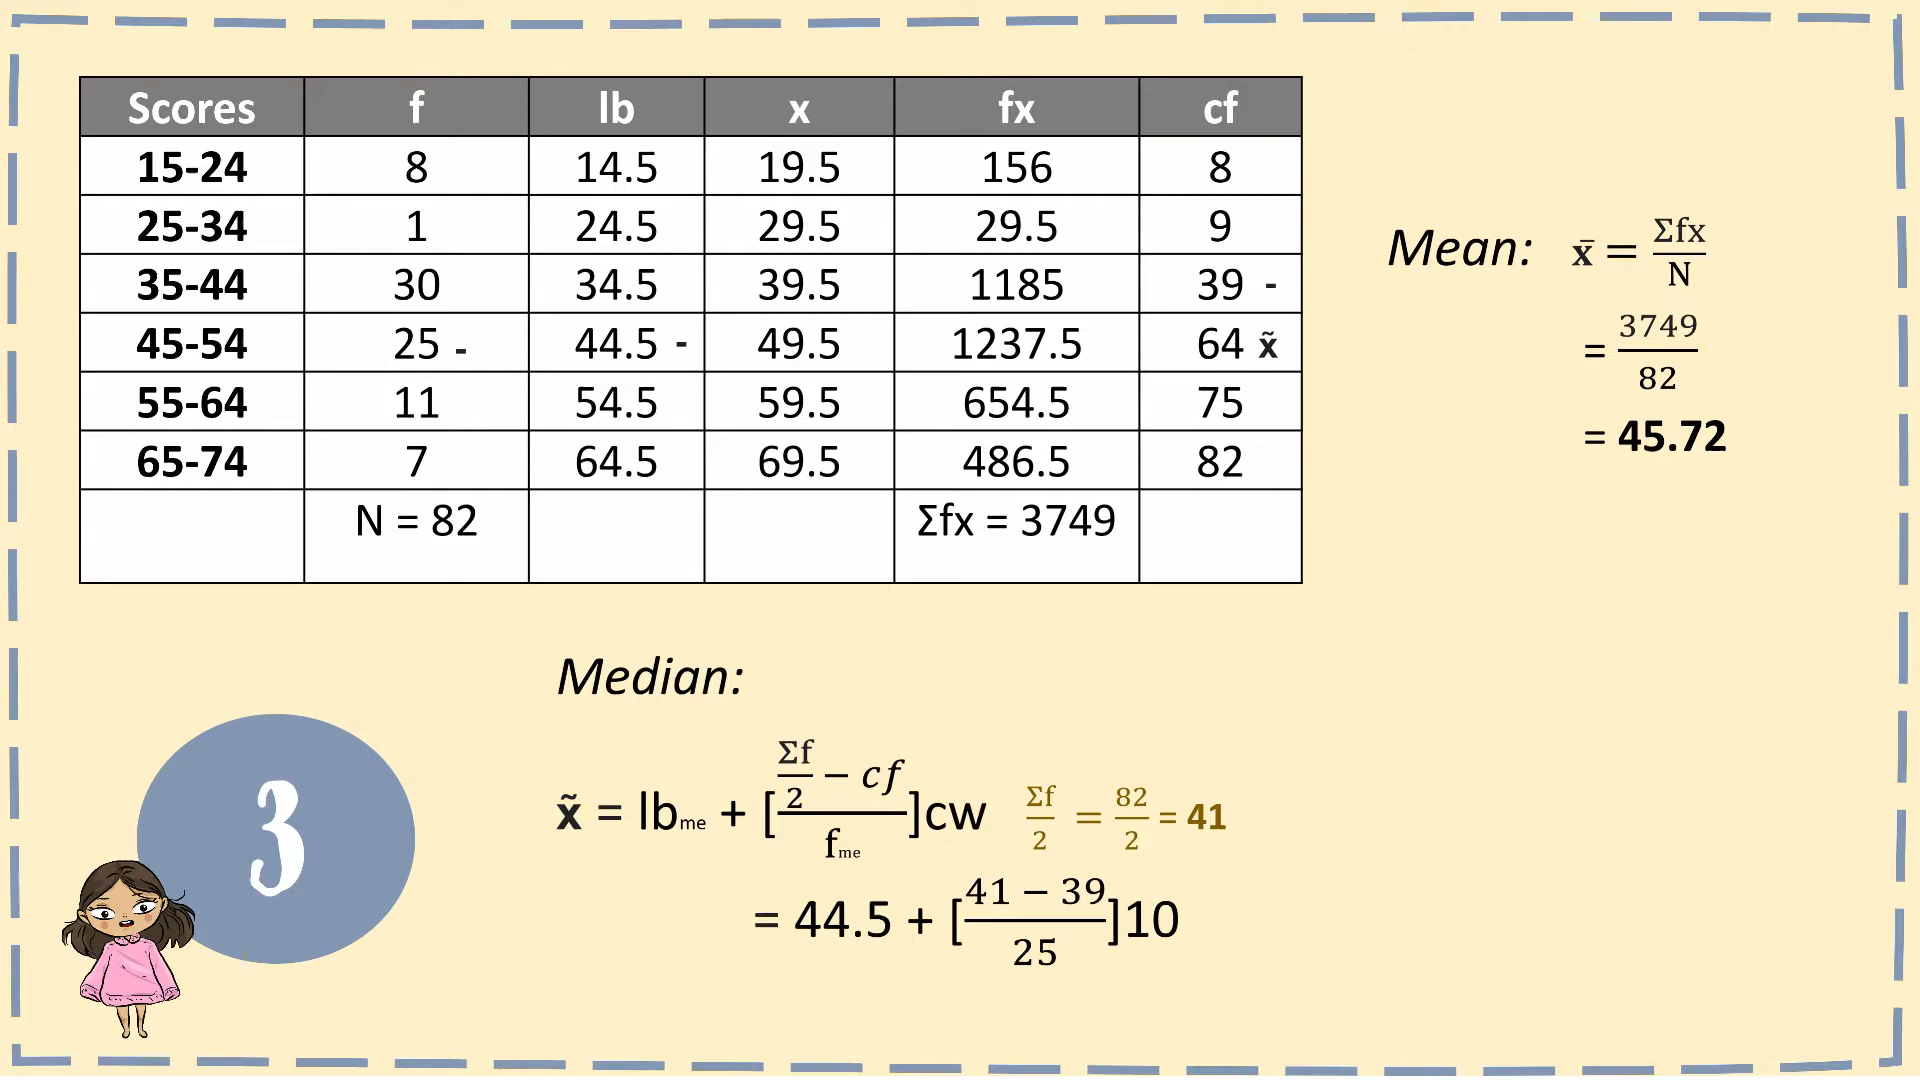 Scores f lb x fx cf
15-24 8 14.5 19.5 156 8
25-34 1 24.5 29.5 29.5 9
35-44 30 34.5 39.5 1185 39 -
45-54 25 - 44.5 - 49.5 1237.5 64 x̃
55-64 11 54.5 59.5 654.5 75
65-74 7 64.5 69.5 486.5 82
N = 82 Σfx = 3749
Mean: x̄ = Σfx/N
= 3749/82
= 45.72
Median:
x̃ = lbme + [(Σf/2 − cf)/fme]cw Σf/2 = 82/2 = 41
= 44.5 + [(41 − 39)/25]10
3